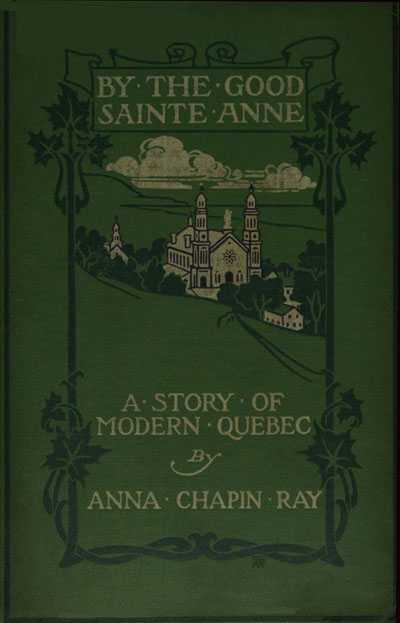 BY · THE · GOOD
SAINTE · ANNE
A · STORY · OF
MODERN · QUEBEC
By
ANNA · CHAPIN · RAY